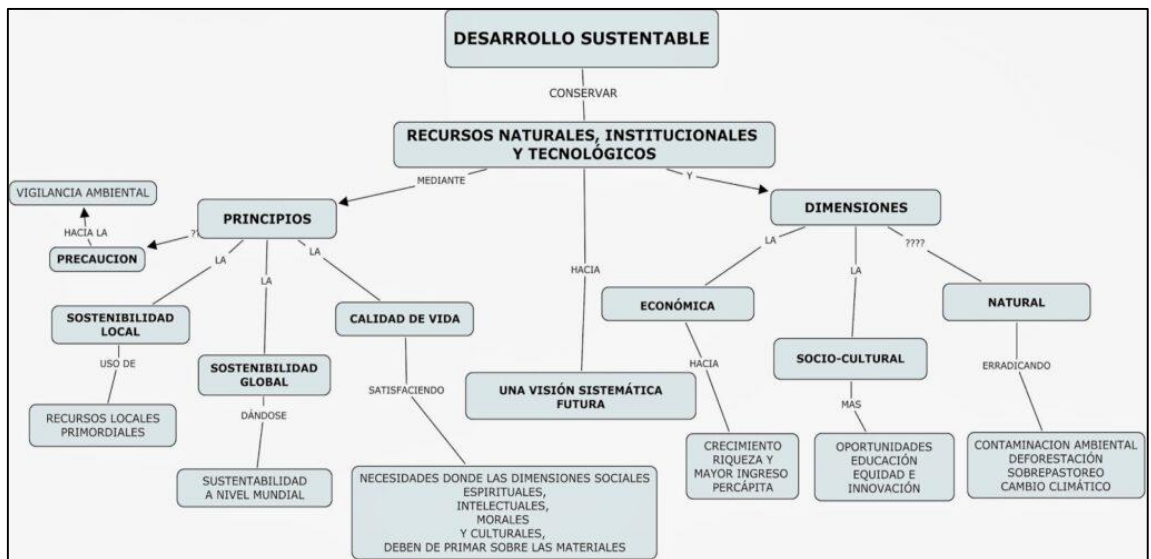 DESARROLLO SUSTENTABLE
CONSERVAR
RECURSOS NATURALES, INSTITUCIONALES
Y TECNOLÓGICOS
MEDIANTE
Y
VIGILANCIA AMBIENTAL
HACIA LA
PRECAUCION
??
PRINCIPIOS
LA
LA
LA
SOSTENIBILIDAD
LOCAL
USO DE
RECURSOS LOCALES
PRIMORDIALES
SOSTENIBILIDAD
GLOBAL
DÁNDOSE
SUSTENTABILIDAD
A NIVEL MUNDIAL
CALIDAD DE VIDA
SATISFACIENDO
NECESIDADES DONDE LAS DIMENSIONES SOCIALES
ESPIRITUALES,
INTELECTUALES,
MORALES
Y CULTURALES,
DEBEN DE PRIMAR SOBRE LAS MATERIALES
HACIA
UNA VISIÓN SISTEMÁTICA
FUTURA
DIMENSIONES
LA
LA
????
ECONÓMICA
HACIA
CRECIMIENTO
RIQUEZA Y
MAYOR INGRESO
PERCÁPITA
SOCIO-CULTURAL
MAS
OPORTUNIDADES
EDUCACIÓN
EQUIDAD E
INNOVACIÓN
NATURAL
ERRADICANDO
CONTAMINACION AMBIENTAL
DEFORESTACIÓN
SOBREPASTOREO
CAMBIO CLIMÁTICO